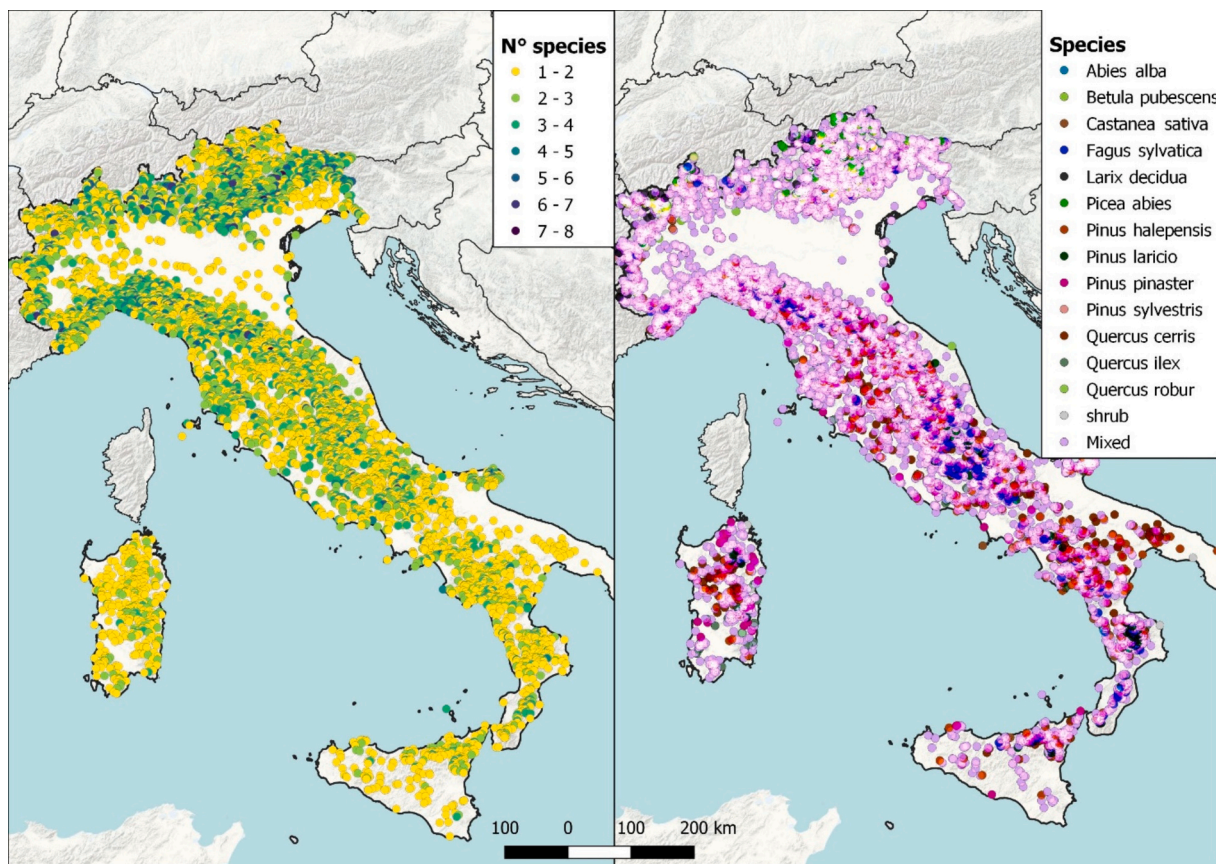 N° species
1 - 2
2 - 3
3 - 4
4 - 5
5 - 6
6 - 7
7 - 8
Species
Abies alba
Betula pubescens
Castanea sativa
Fagus sylvatica
Larix decidua
Picea abies
Pinus halepensis
Pinus laricio
Pinus pinaster
Pinus sylvestris
Quercus cerris
Quercus ilex
Quercus robur
shrub
Mixed
100 0 100 200 km